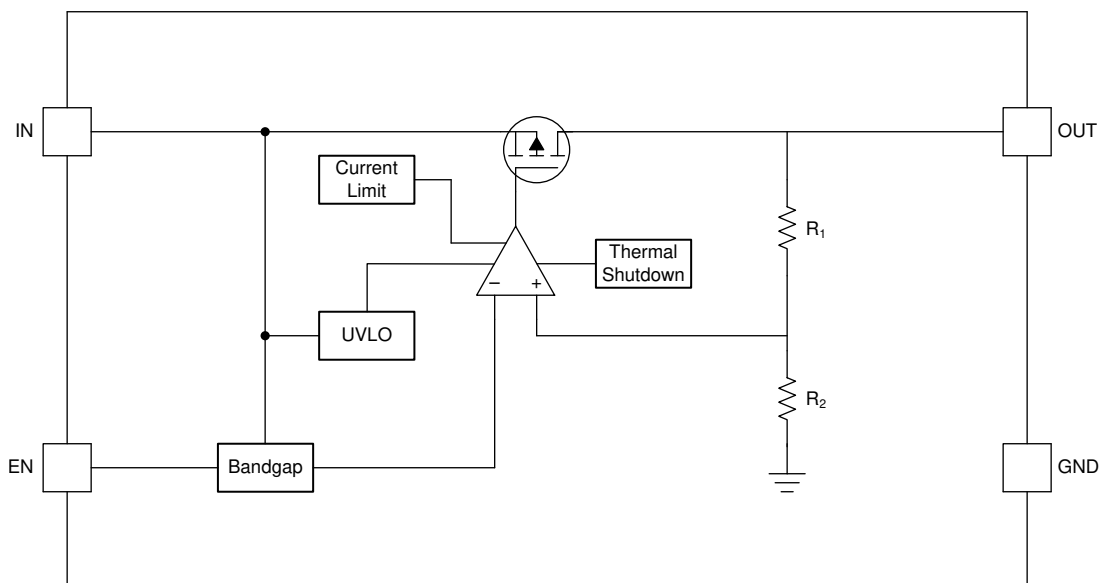 IN
OUT
Current
Limit
R1
Thermal
Shutdown
− +
UVLO
R2
EN
Bandgap
GND